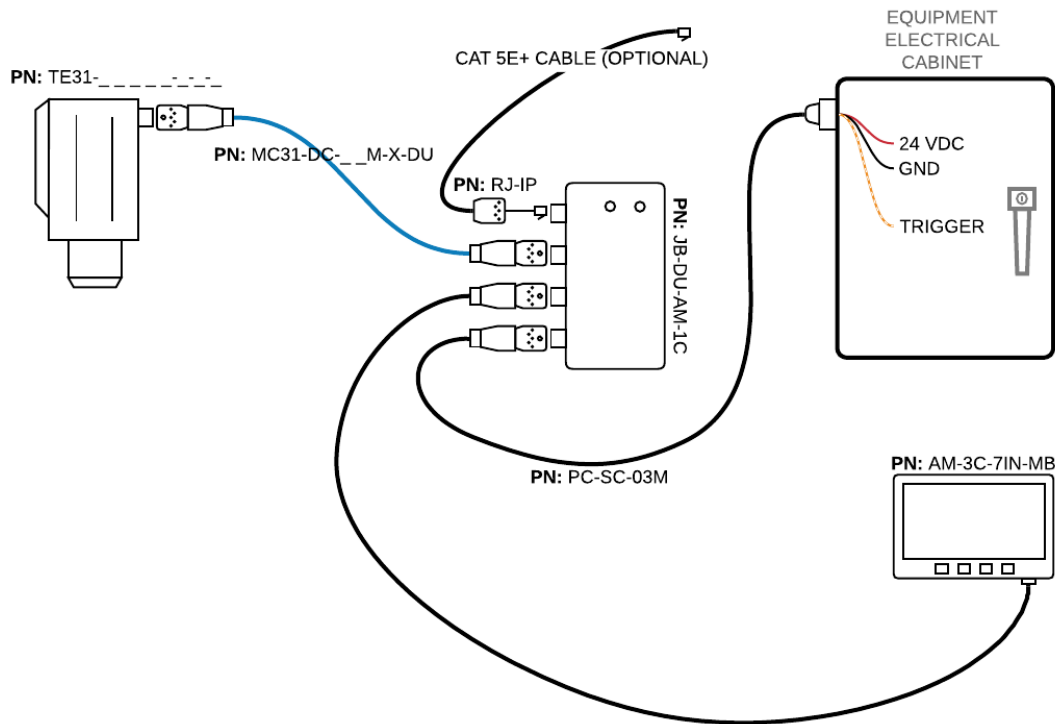 EQUIPMENT
ELECTRICAL
CABINET
CAT 5E+ CABLE (OPTIONAL)
PN: TE31-_ _ _ _ _ _-_-_-_
PN: MC31-DC-_ _M-X-DU
PN: RJ-IP
PN: JB-DU-AM-1C
24 VDC
GND
TRIGGER
PN: PC-SC-03M
PN: AM-3C-7IN-MB